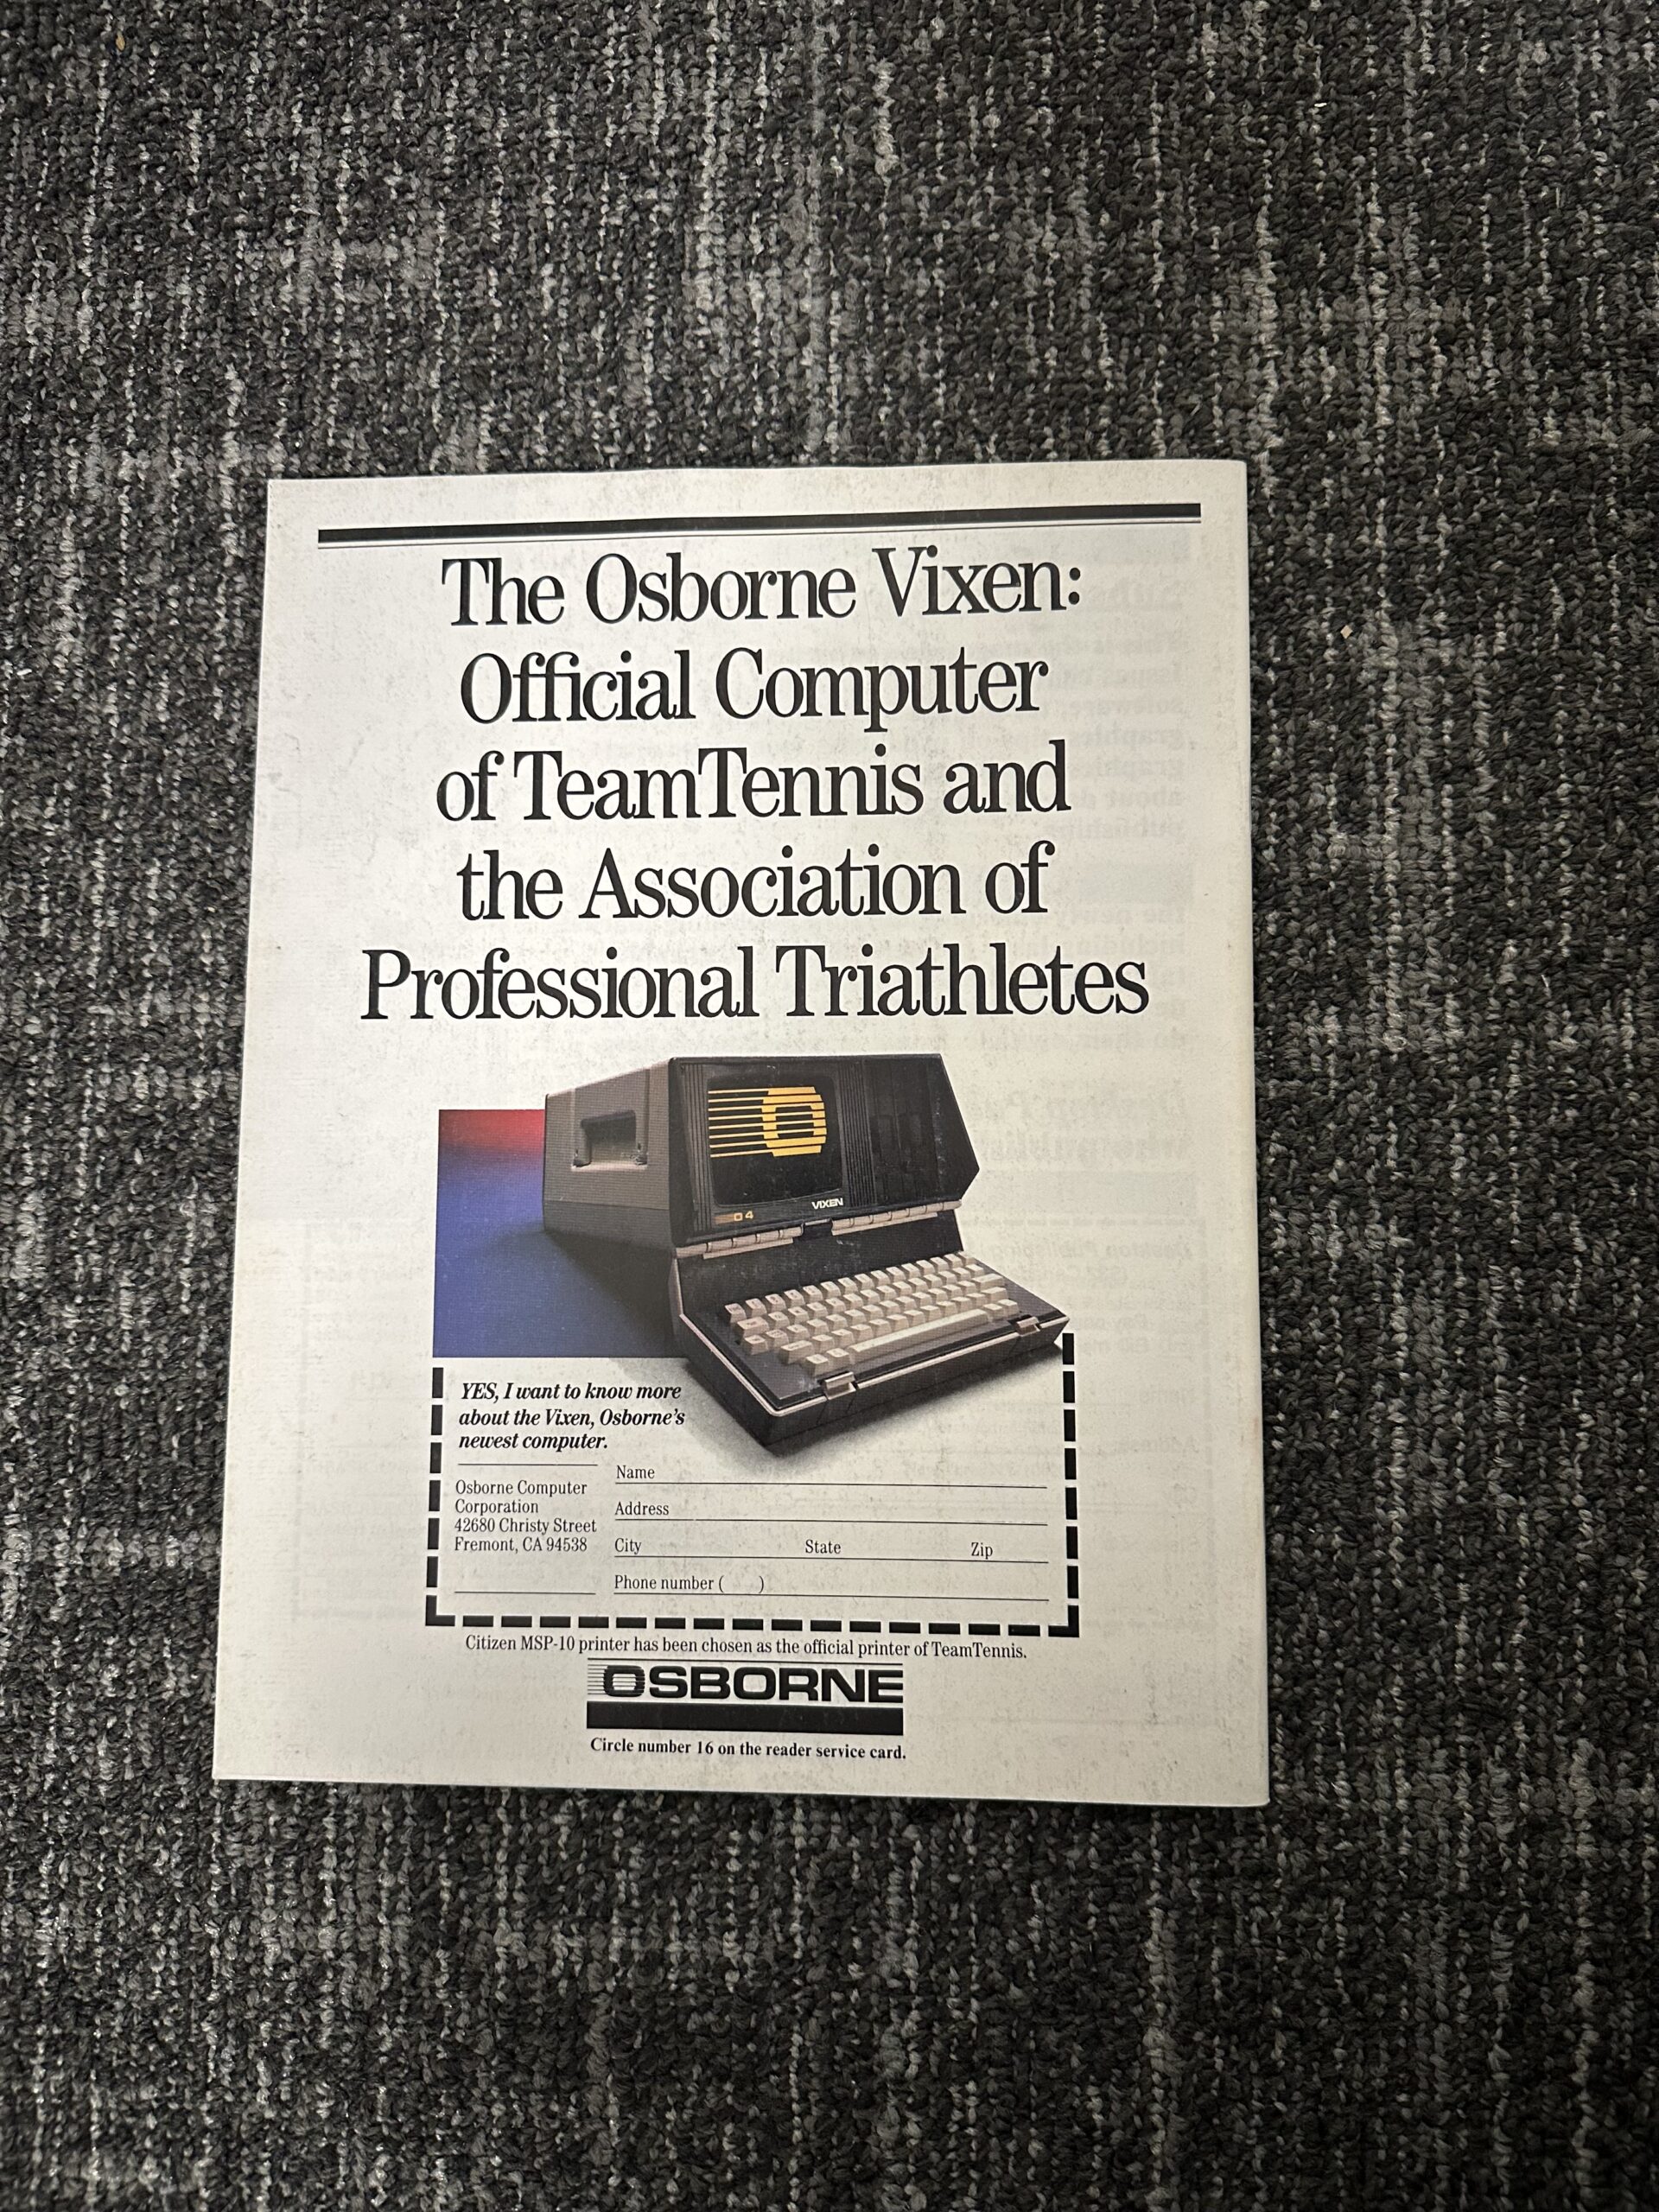 The Osborne Vixen:
Official Computer
of TeamTennis and
the Association of
Professional Triathletes
VIXEN
4
YES, I want to know more
about the Vixen, Osborne's
newest computer.
Osborne Computer
Corporation
42680 Christy Street
Fremont, CA 94538
Name
Address
City State Zip
Phone number ( )
Citizen MSP-10 printer has been chosen as the official printer of TeamTennis.
OSBORNE
Circle number 16 on the reader service card.